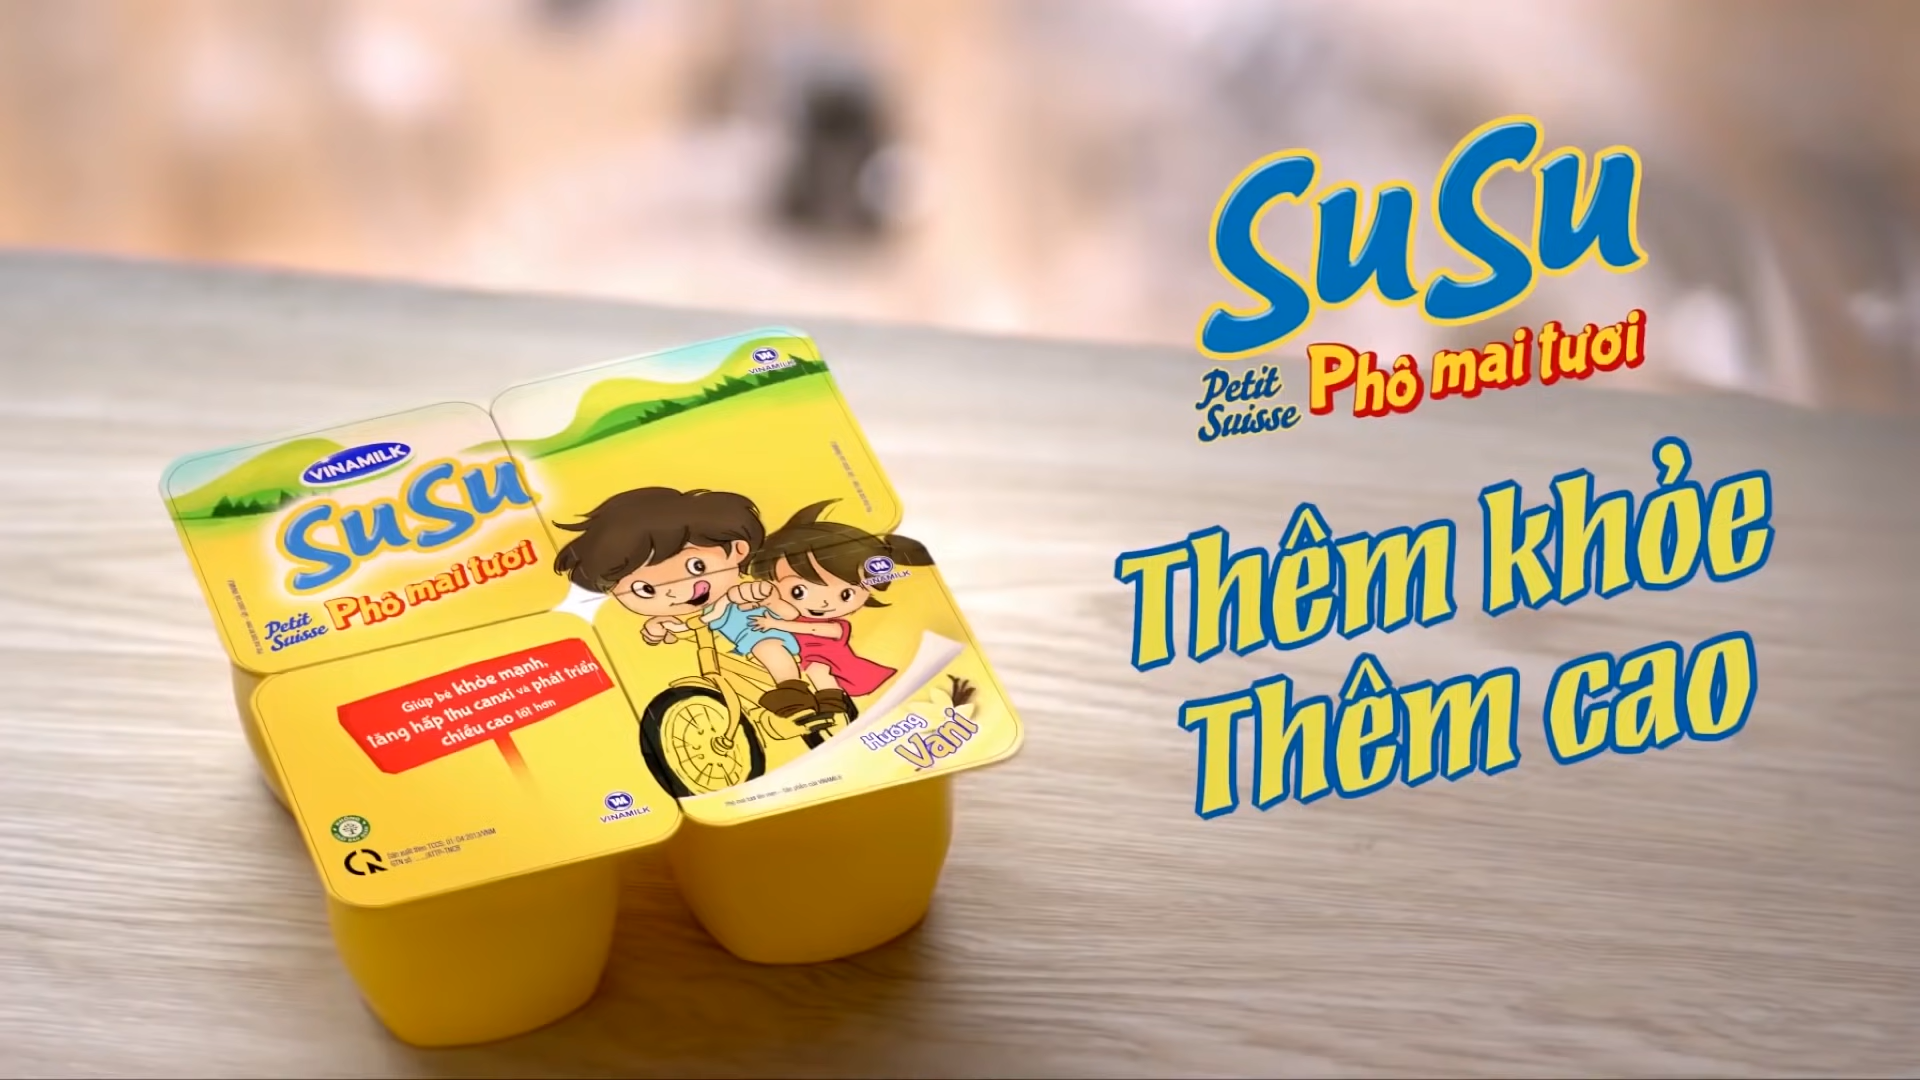 SuSu
Petit Suisse Phô mai tươi
Thêm khỏe
Thêm cao
VINAMILK
VINAMILK
SuSu
Petit Suisse Phô mai tươi
VINAMILK
Giúp bé khỏe mạnh,
tăng hấp thu canxi và phát triển
chiều cao tốt hơn
Hương
Vani
VINAMILK